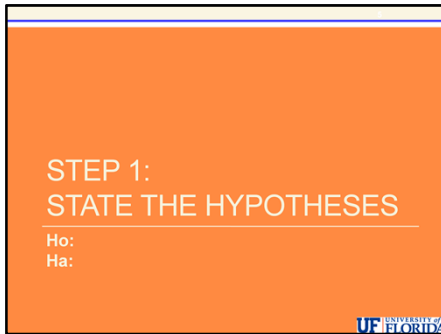 STEP 1:
STATE THE HYPOTHESES
Ho:
Ha:
UF UNIVERSITY of
FLORIDA